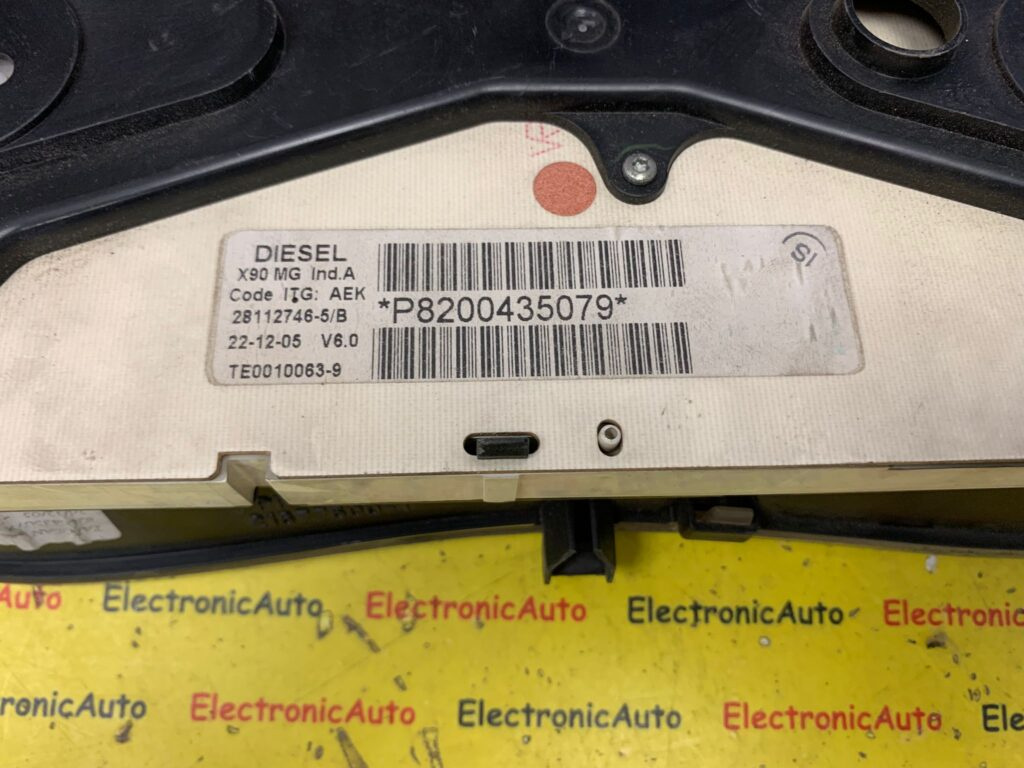 DIESEL
X90 MG Ind.A
Code ITG: AEK
28112746-5/B
22-12-05 V6.0
TE0010063-9
*P8200435079*
SI
Auto ElectronicAuto ElectronicAuto ElectronicAuto ElectronicAuto
ronicAuto ElectronicAuto ElectronicAuto ElectronicAuto Ele